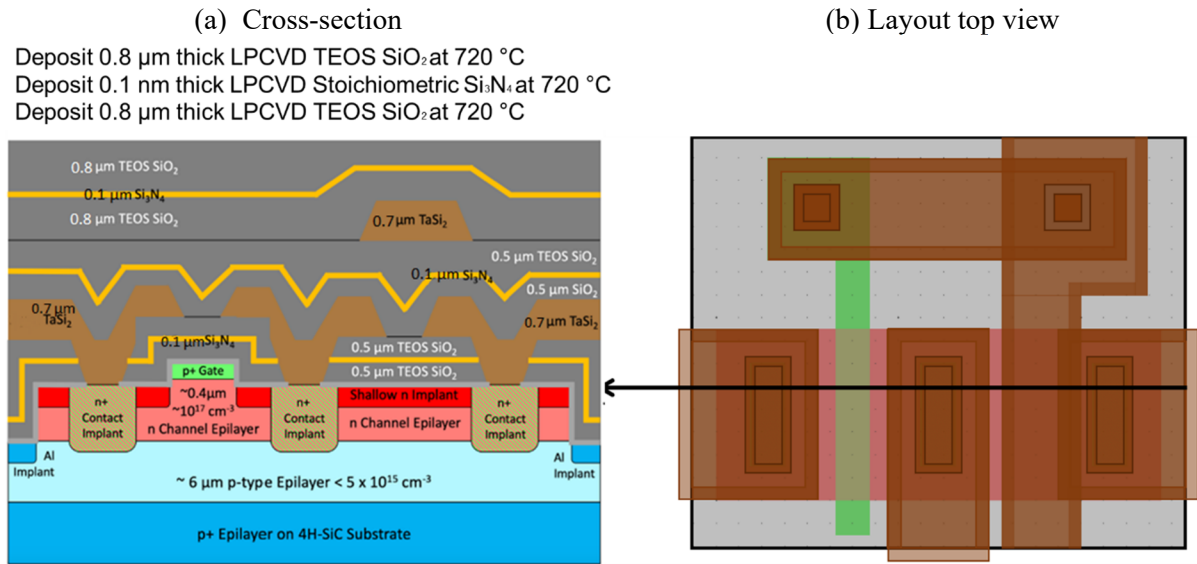 (a) Cross-section
(b) Layout top view
Deposit 0.8 µm thick LPCVD TEOS SiO₂ at 720 °C
Deposit 0.1 nm thick LPCVD Stoichiometric Si₃N₄ at 720 °C
Deposit 0.8 µm thick LPCVD TEOS SiO₂ at 720 °C
0.8 µm TEOS SiO₂
0.1 µm Si₃N₄
0.8 µm TEOS SiO₂
0.7µm TaSi₂
0.5 µm TEOS SiO₂
0.1 µm Si₃N₄
0.5 µm SiO₂
0.7 µm
TaSi₂
0.7µm TaSi₂
0.1µm Si₃N₄
0.5 µm TEOS SiO₂
p+ Gate
0.5 µm TEOS SiO₂
n+
Contact
Implant
~0.4µm
~10¹⁷ cm⁻³
n Channel Epilayer
n+
Contact
Implant
Shallow n Implant
n Channel Epilayer
n+
Contact
Implant
Al
Implant
Al
Implant
~ 6 µm p-type Epilayer < 5 x 10¹⁵ cm⁻³
p+ Epilayer on 4H-SiC Substrate